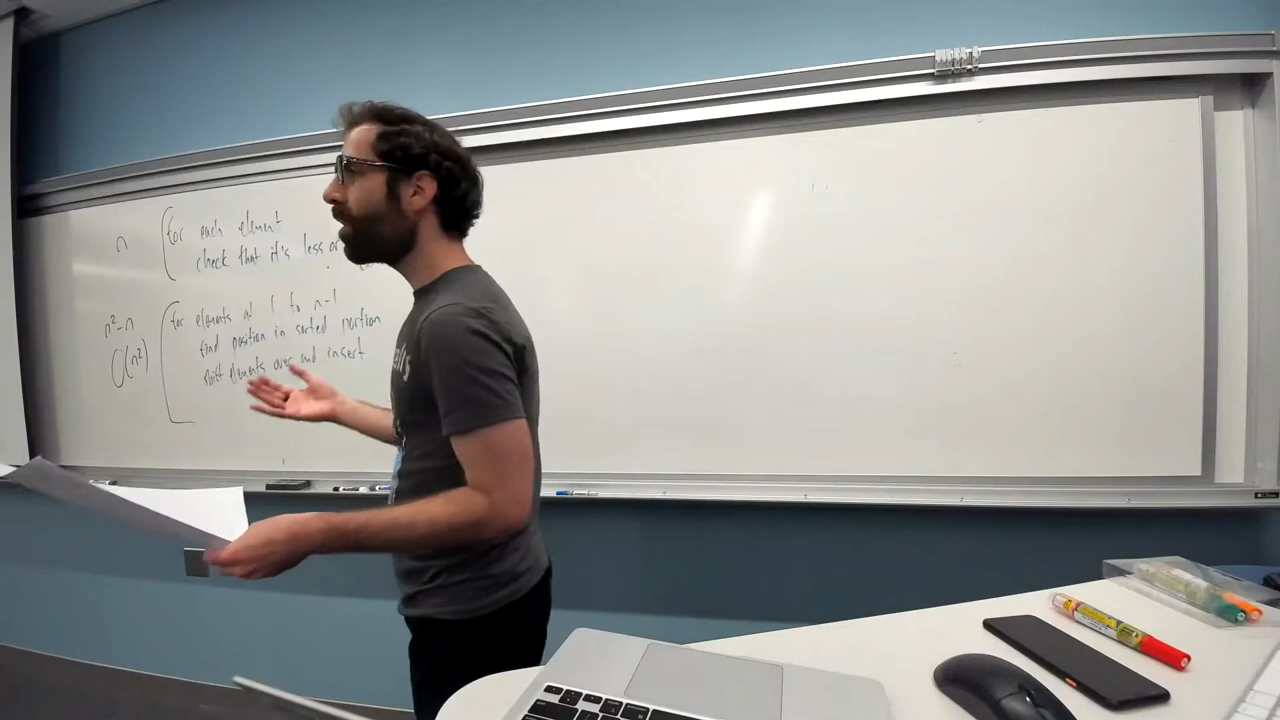 n
for each element
check that it's less or
n²-n
O(n²)
for elements at 1 to n-1
find position in sorted portion
shift elements over and insert